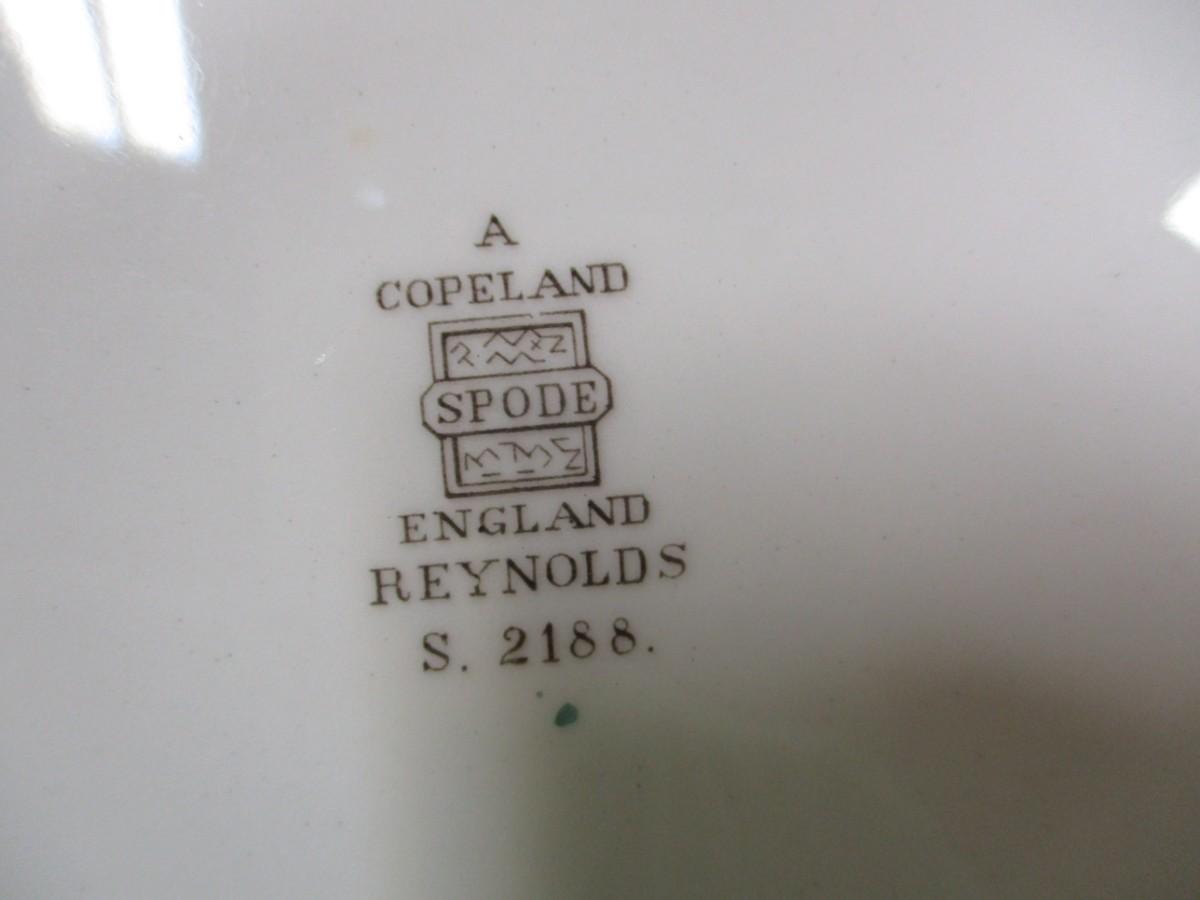 A
COPELAND
SPODE
ENGLAND
REYNOLDS
S. 2188.